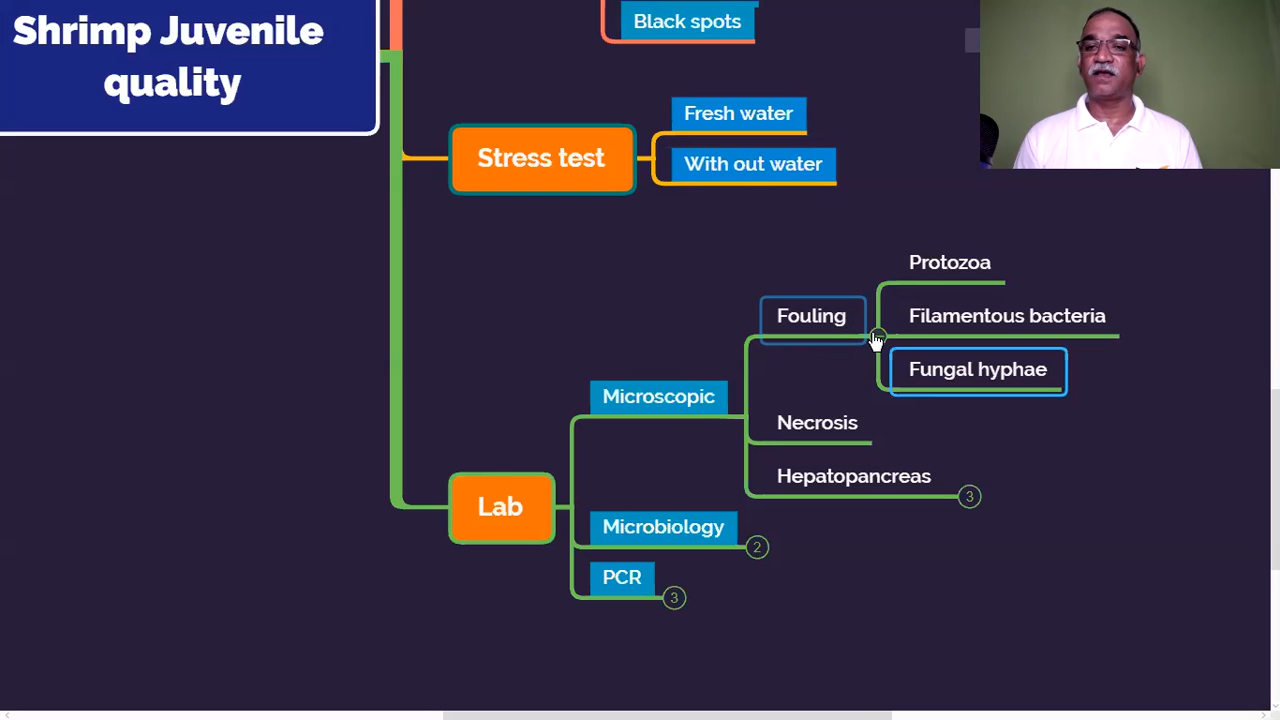 Shrimp Juvenile
quality
Black spots
Stress test
Fresh water
With out water
Lab
Microscopic
Fouling
Protozoa
Filamentous bacteria
Fungal hyphae
Necrosis
Hepatopancreas
3
Microbiology
2
PCR
3